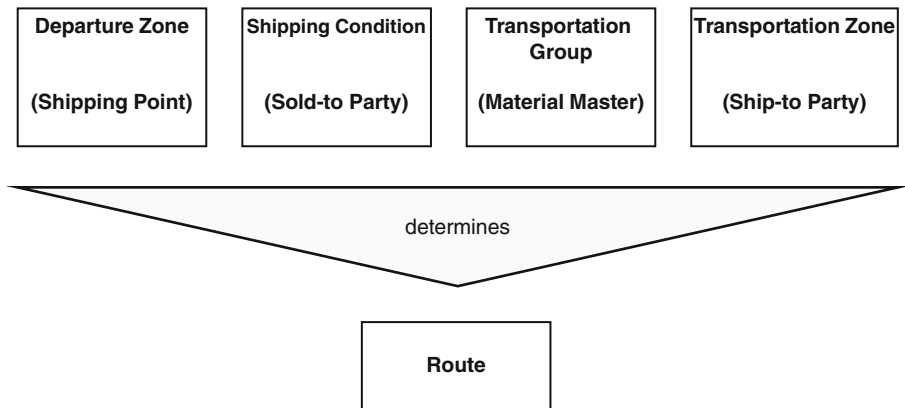 Departure Zone
(Shipping Point)
Shipping Condition
(Sold-to Party)
Transportation
Group
(Material Master)
Transportation Zone
(Ship-to Party)
determines
Route